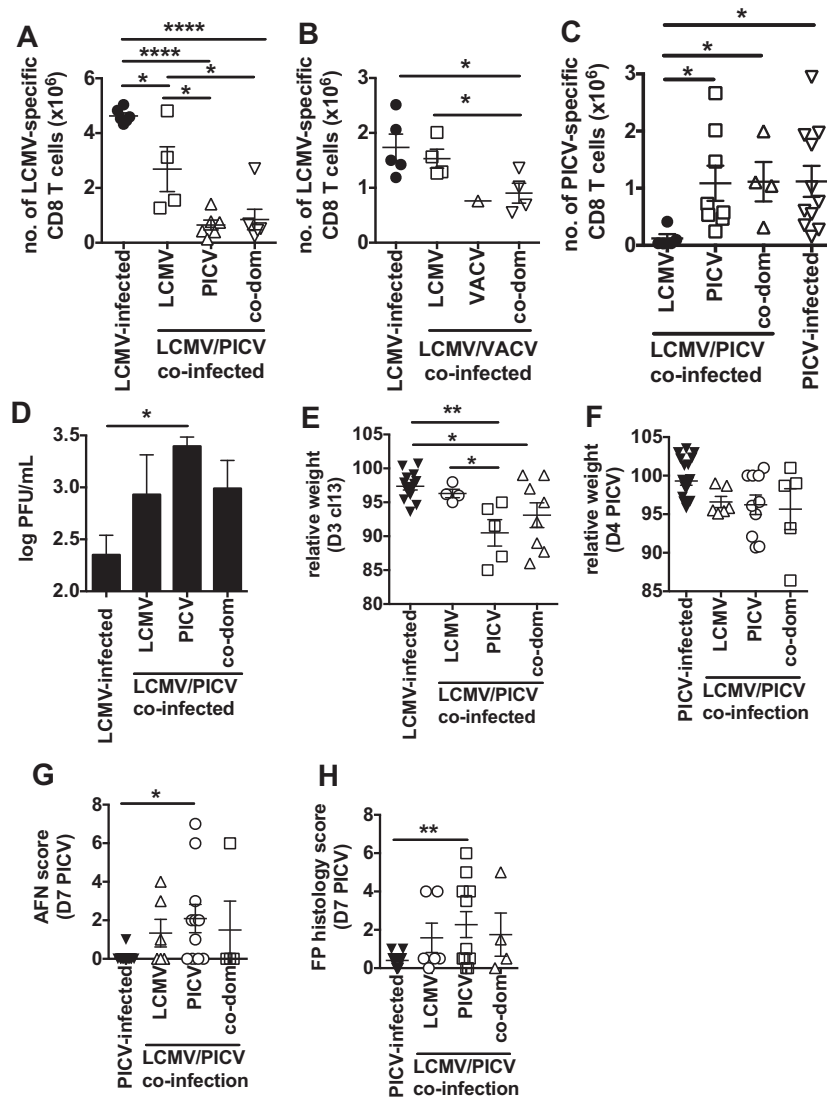 A
no. of LCMV-specific
CD8 T cells (x10⁶)
****
****
*
*
*
6
4
2
0
LCMV-infected
LCMV
PICV
co-dom
LCMV/PICV
co-infected
B
no. of LCMV-specific
CD8 T cells (x10⁶)
*
*
3
2
1
0
LCMV-infected
LCMV
VACV
co-dom
LCMV/VACV
co-infected
C
no. of PICV-specific
CD8 T cells (x10⁶)
*
*
*
3
2
1
0
LCMV
PICV
co-dom
PICV-infected
LCMV/PICV
co-infected
D
log PFU/mL
*
3.5
3.0
2.5
2.0
LCMV-infected
LCMV
PICV
co-dom
LCMV/PICV
co-infected
E
relative weight
(D3 cl13)
**
*
*
105
100
95
90
85
80
LCMV-infected
LCMV
PICV
co-dom
LCMV/PICV
co-infected
F
relative weight
(D4 PICV)
105
100
95
90
85
PICV-infected
LCMV
PICV
co-dom
LCMV/PICV
co-infection
G
AFN score
(D7 PICV)
*
8
6
4
2
0
PICV-infected
LCMV
PICV
co-dom
LCMV/PICV
co-infection
H
FP histology score
(D7 PICV)
**
8
6
4
2
0
PICV-infected
LCMV
PICV
co-dom
LCMV/PICV
co-infection